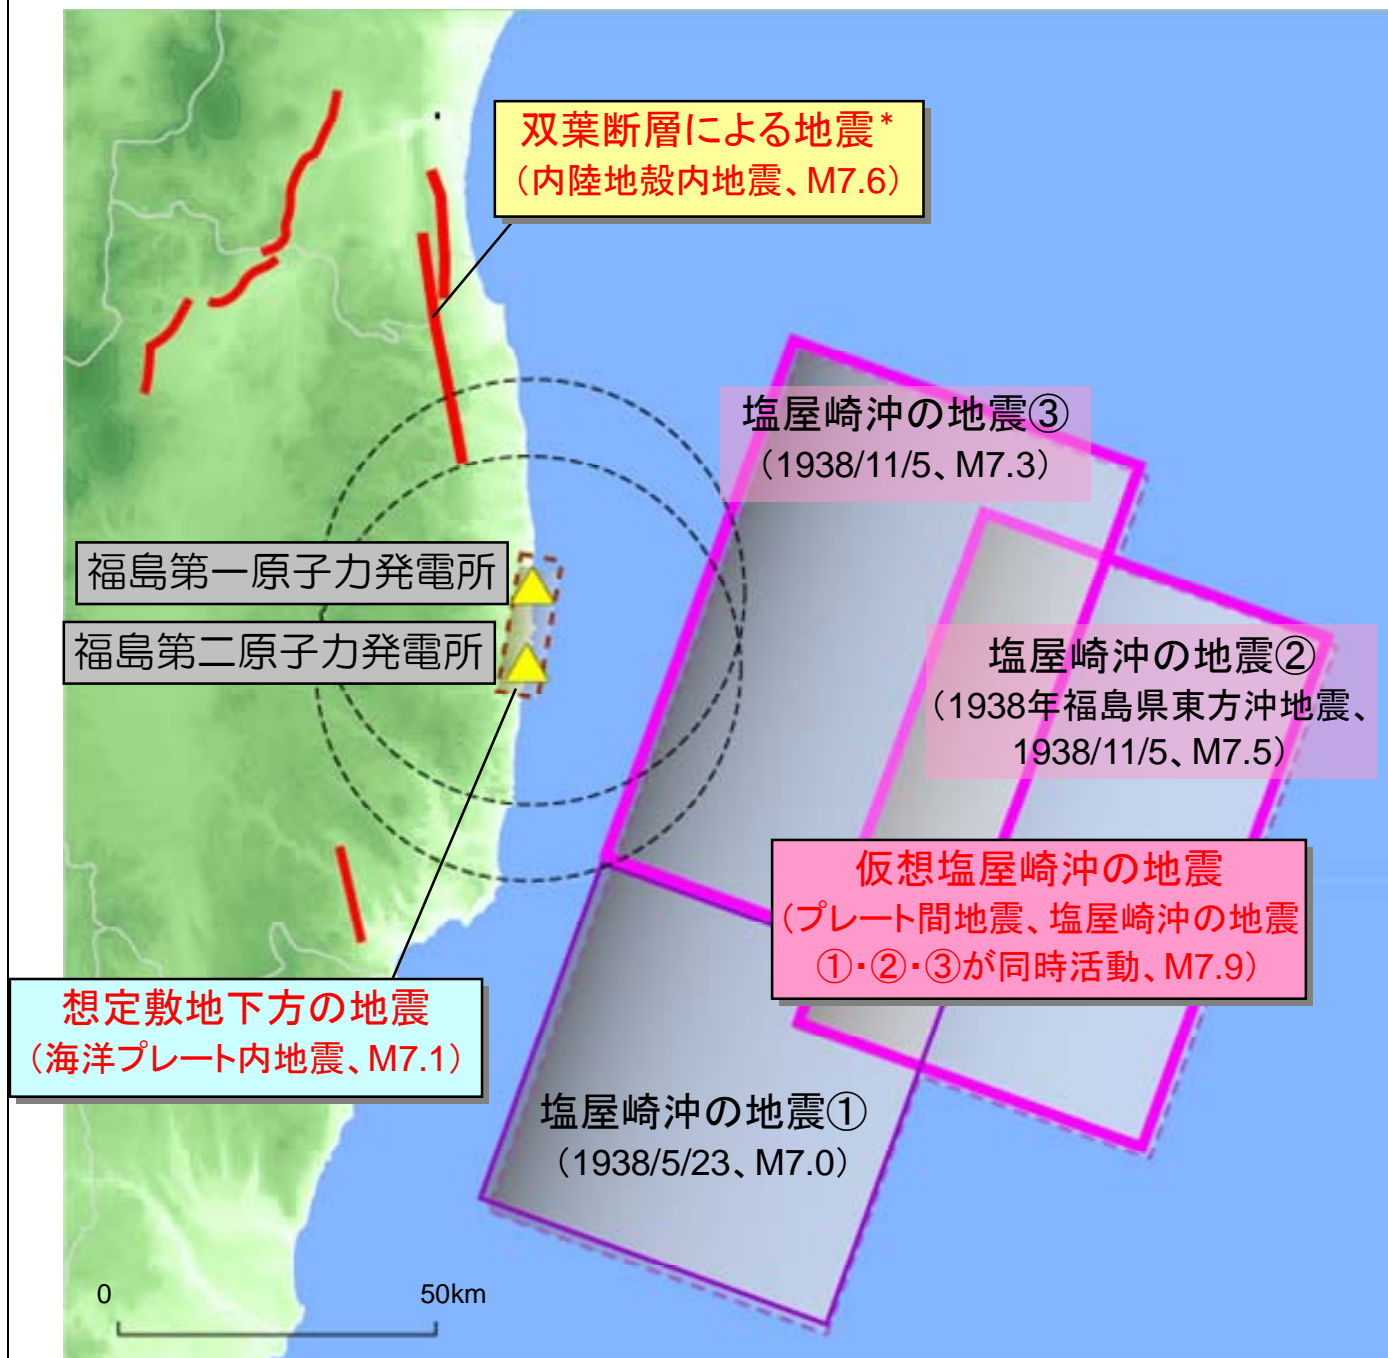 双葉断層による地震*
（内陸地殻内地震、M7.6）
塩屋崎沖の地震③
（1938/11/5、M7.3）
福島第一原子力発電所
福島第二原子力発電所
塩屋崎沖の地震②
（1938年福島県東方沖地震、
1938/11/5、M7.5）
仮想塩屋崎沖の地震
（プレート間地震、塩屋崎沖の地震
①・②・③が同時活動、M7.9）
想定敷地下方の地震
（海洋プレート内地震、M7.1）
塩屋崎沖の地震①
（1938/5/23、M7.0）
0 50km